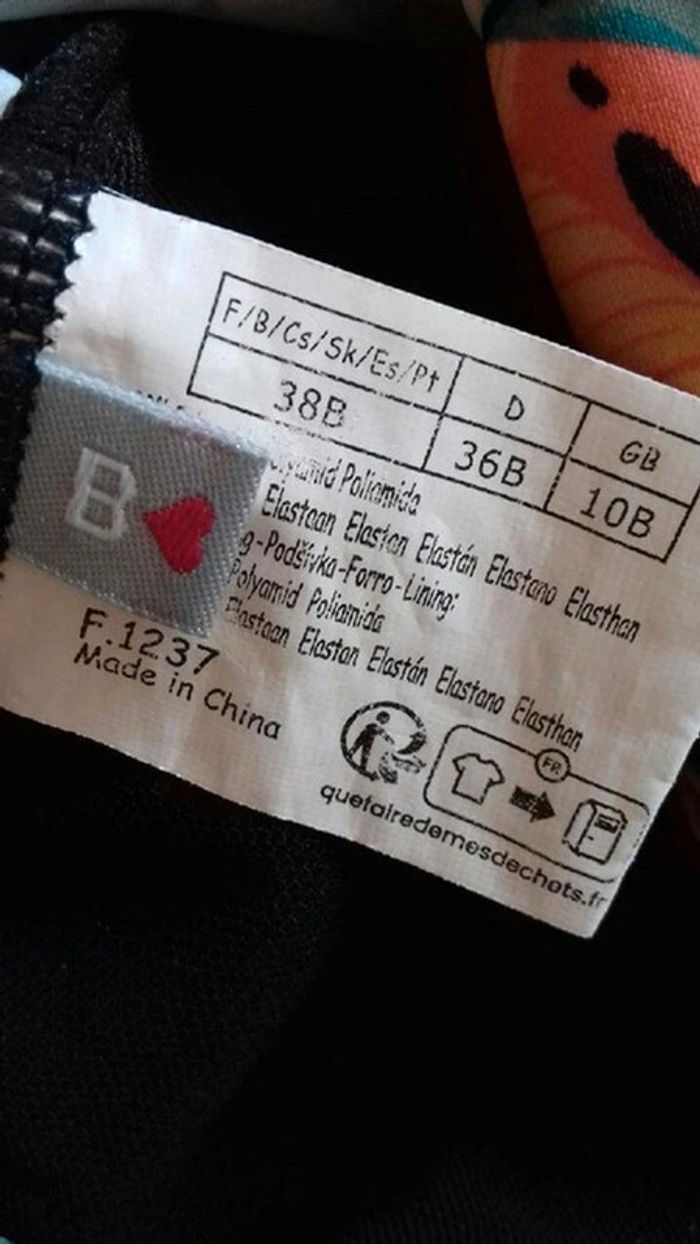 F/B/Cs/Sk/Es/Pt D GB
38B 36B 10B
Poliamida
Elastaan Elastan Elastán Elastano Elasthan
-Podšívka-Forro-Lining:
Polyamid Poliamida
Elastaan Elastan Elastán Elastano Elasthan
B
F.1237
Made in China
FR
quefairedemesdechets.fr